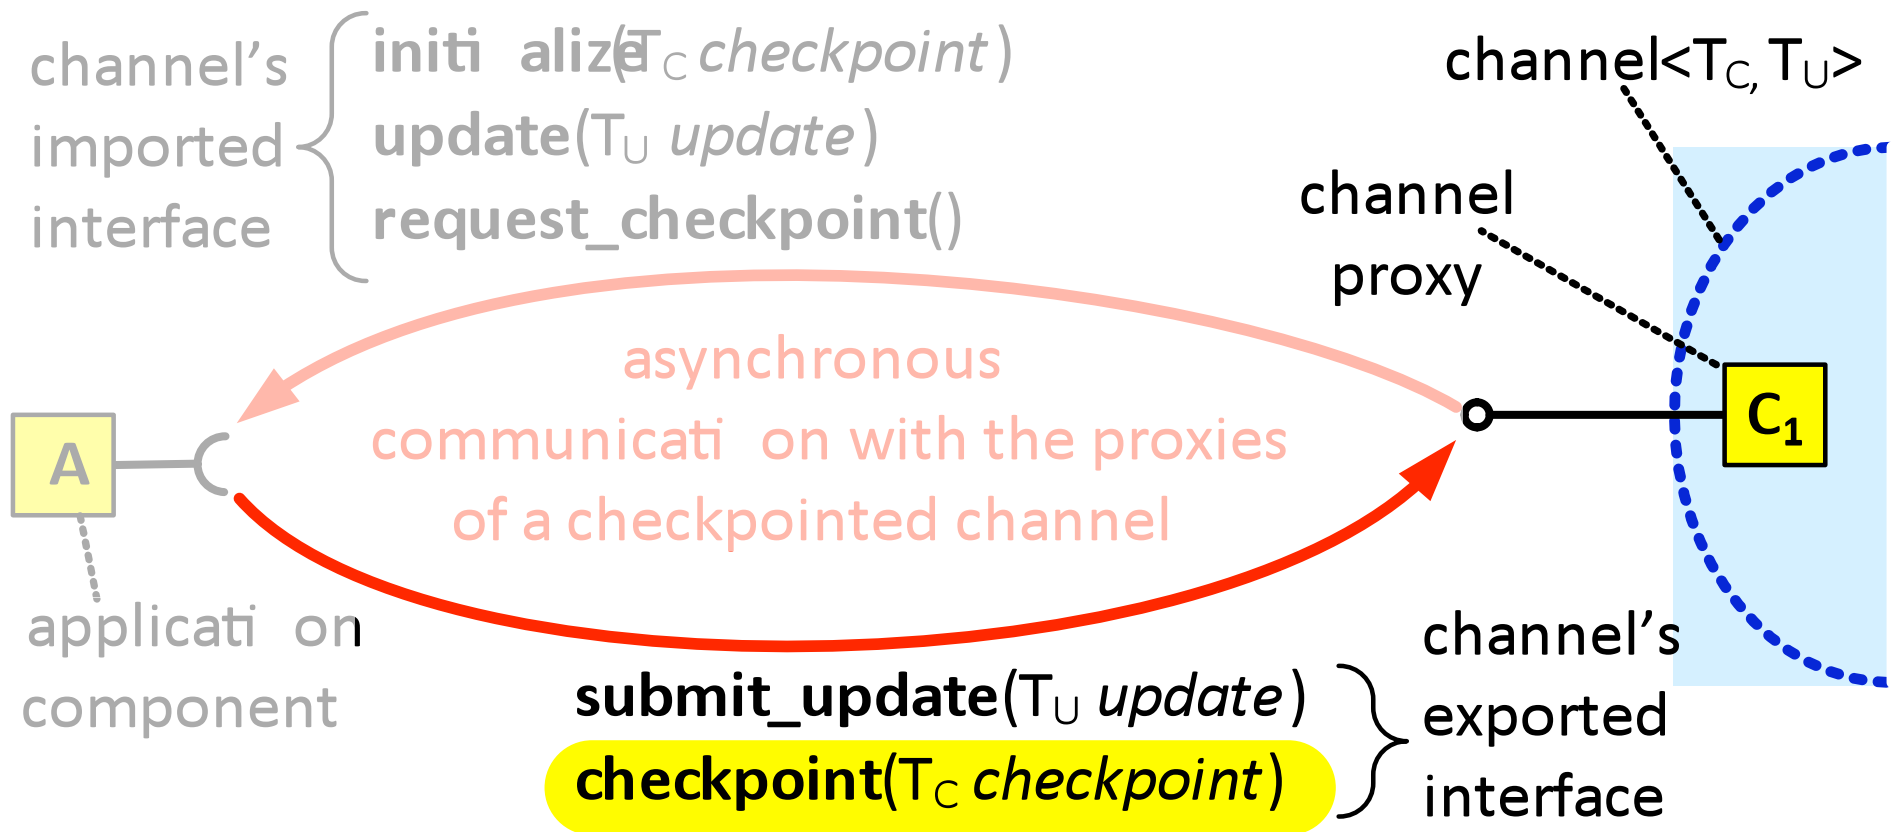 channel's
imported
interface
initi alize(TC checkpoint)
update(TU update)
request_checkpoint()
channel<TC, TU>
channel
proxy
asynchronous
communicati on with the proxies
of a checkpointed channel
A
C1
applicati on
component
submit_update(TU update)
checkpoint(TC checkpoint)
channel's
exported
interface